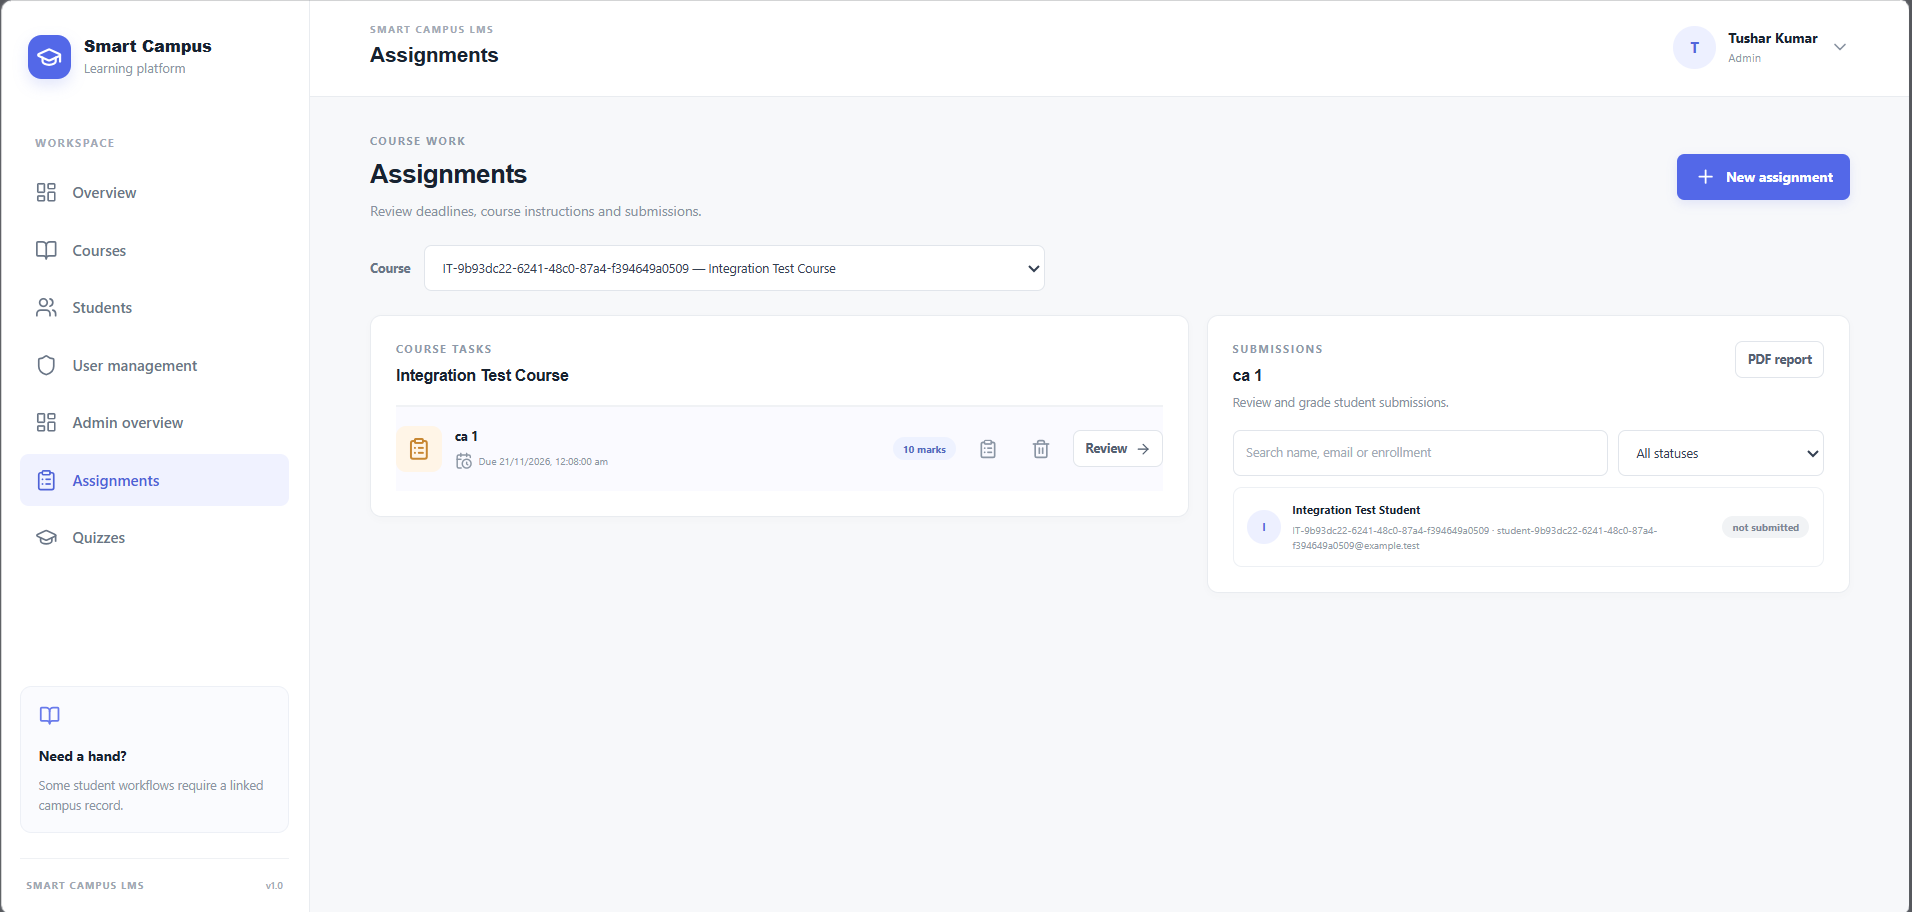 Smart Campus
Learning platform
WORKSPACE
Overview
Courses
Students
User management
Admin overview
Assignments
Quizzes
Need a hand?
Some student workflows require a linked
campus record.
SMART CAMPUS LMS
v1.0
SMART CAMPUS LMS
Assignments
T
Tushar Kumar
Admin
COURSE WORK
Assignments
Review deadlines, course instructions and submissions.
New assignment
Course
IT-9b93dc22-6241-48c0-87a4-f394649a0509 — Integration Test Course
COURSE TASKS
Integration Test Course
ca 1
Due 21/11/2026, 12:08:00 am
10 marks
Review
SUBMISSIONS
ca 1
Review and grade student submissions.
PDF report
Search name, email or enrollment
All statuses
I
Integration Test Student
IT-9b93dc22-6241-48c0-87a4-f394649a0509 · student-9b93dc22-6241-48c0-87a4-
f394649a0509@example.test
not submitted